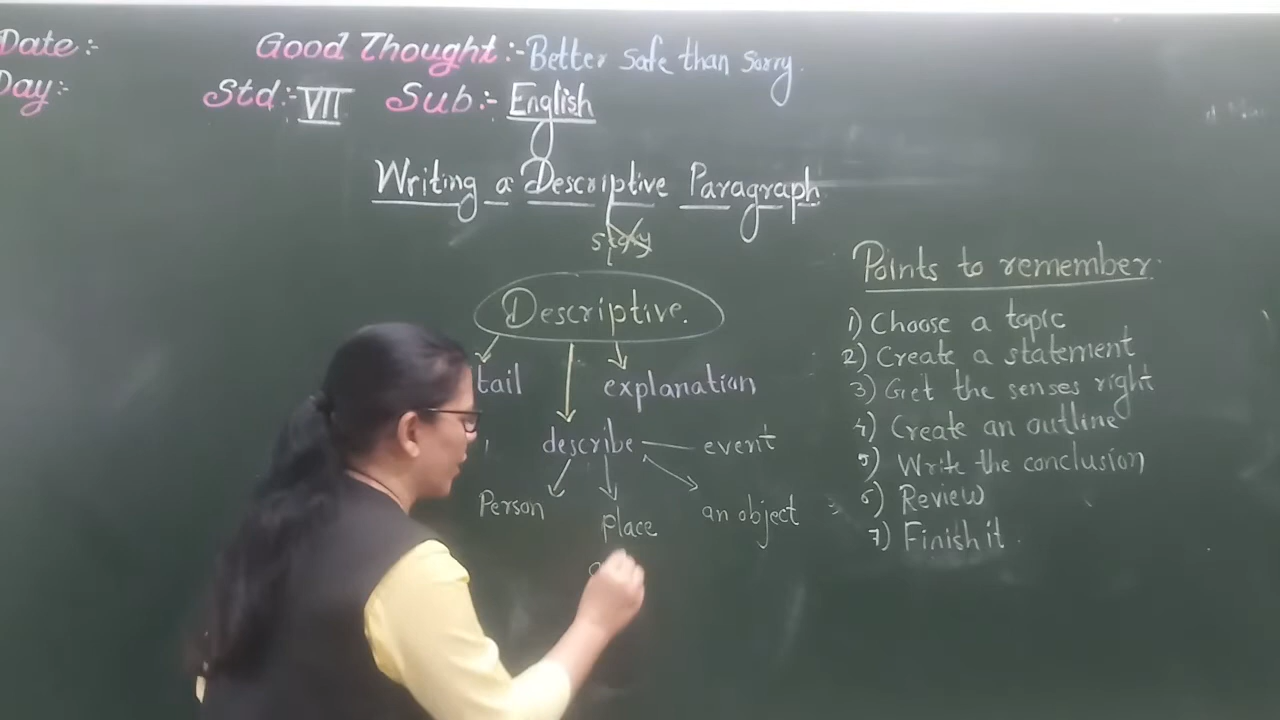 Date:-
Good Thought:- Better safe than sorry.
Day:-
Std:- VII Sub:- English
Writing a Descriptive Paragraph
story
Descriptive.
tail
explanation
describe
event
Person
place
an object
Points to remember
1) Choose a topic
2) Create a statement
3) Get the senses right
4) Create an outline
5) Write the conclusion
6) Review
7) Finish it